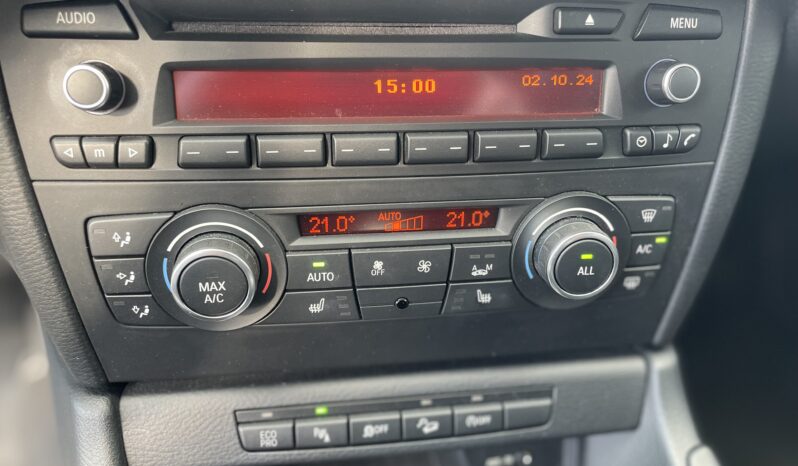 AUDIO
MENU
15:00 02.10.24
m
21.0° AUTO 21.0°
MAX A/C
AUTO
OFF
A M
ALL
A/C
ECO PRO
OFF
OFF